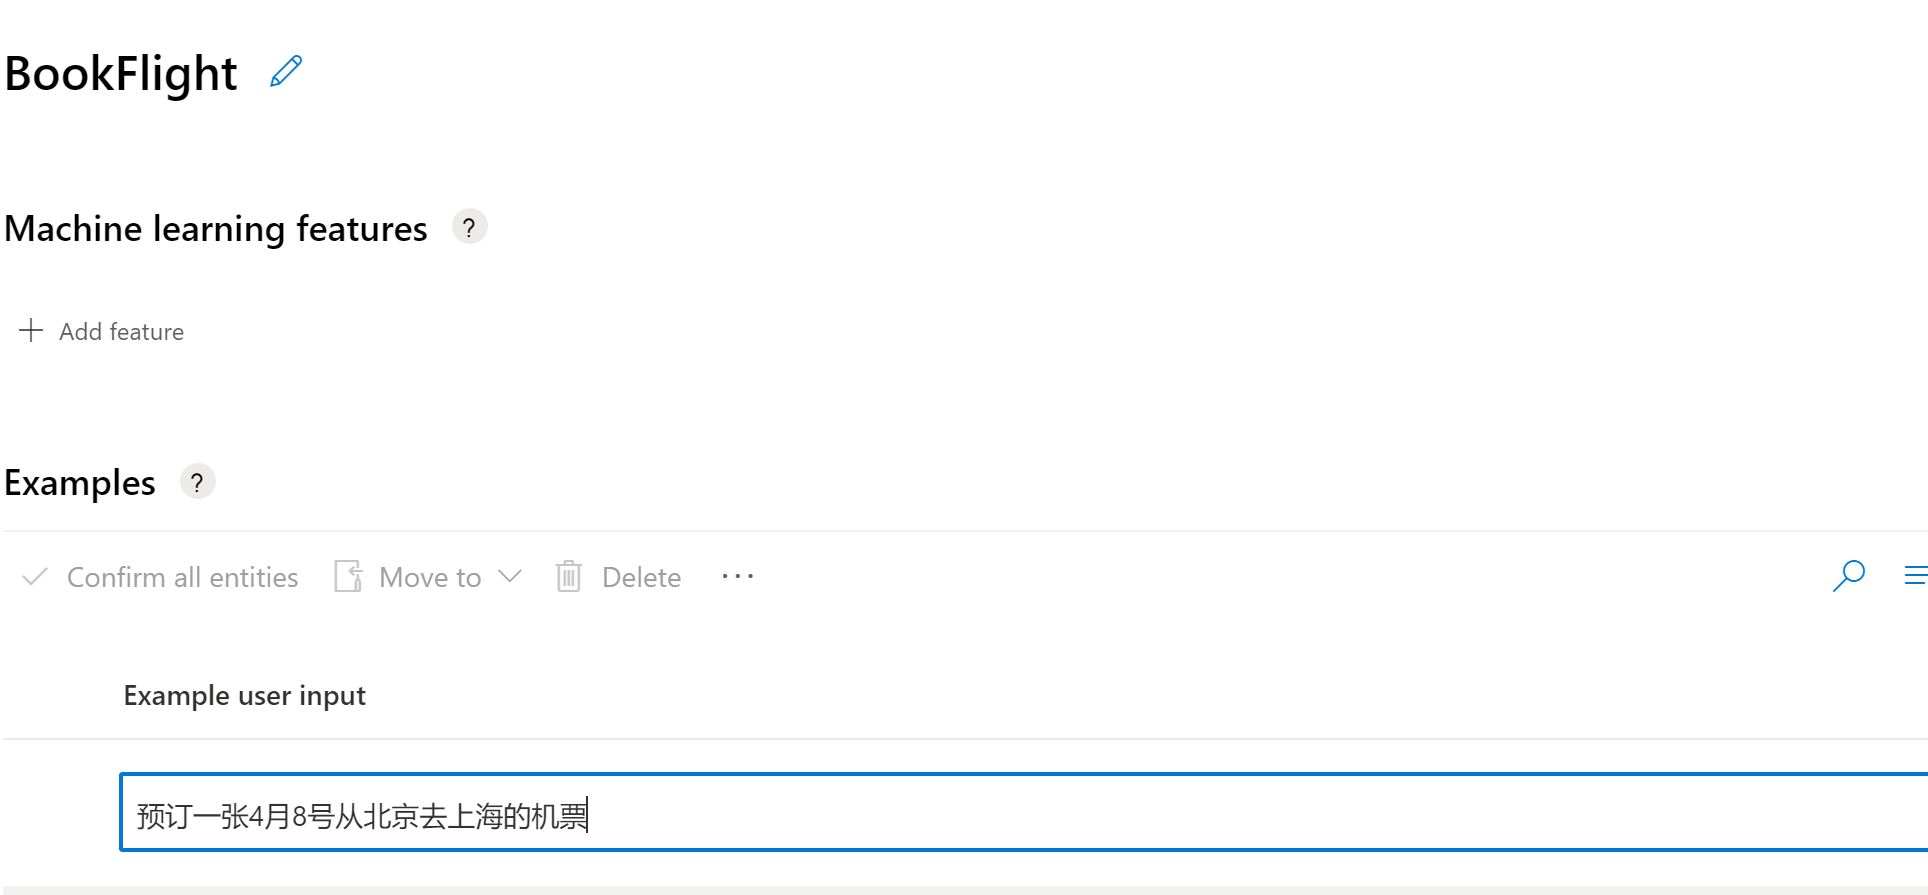 BookFlight
Machine learning features ?
+ Add feature
Examples ?
Confirm all entities Move to Delete ···
Example user input
预订一张4月8号从北京去上海的机票